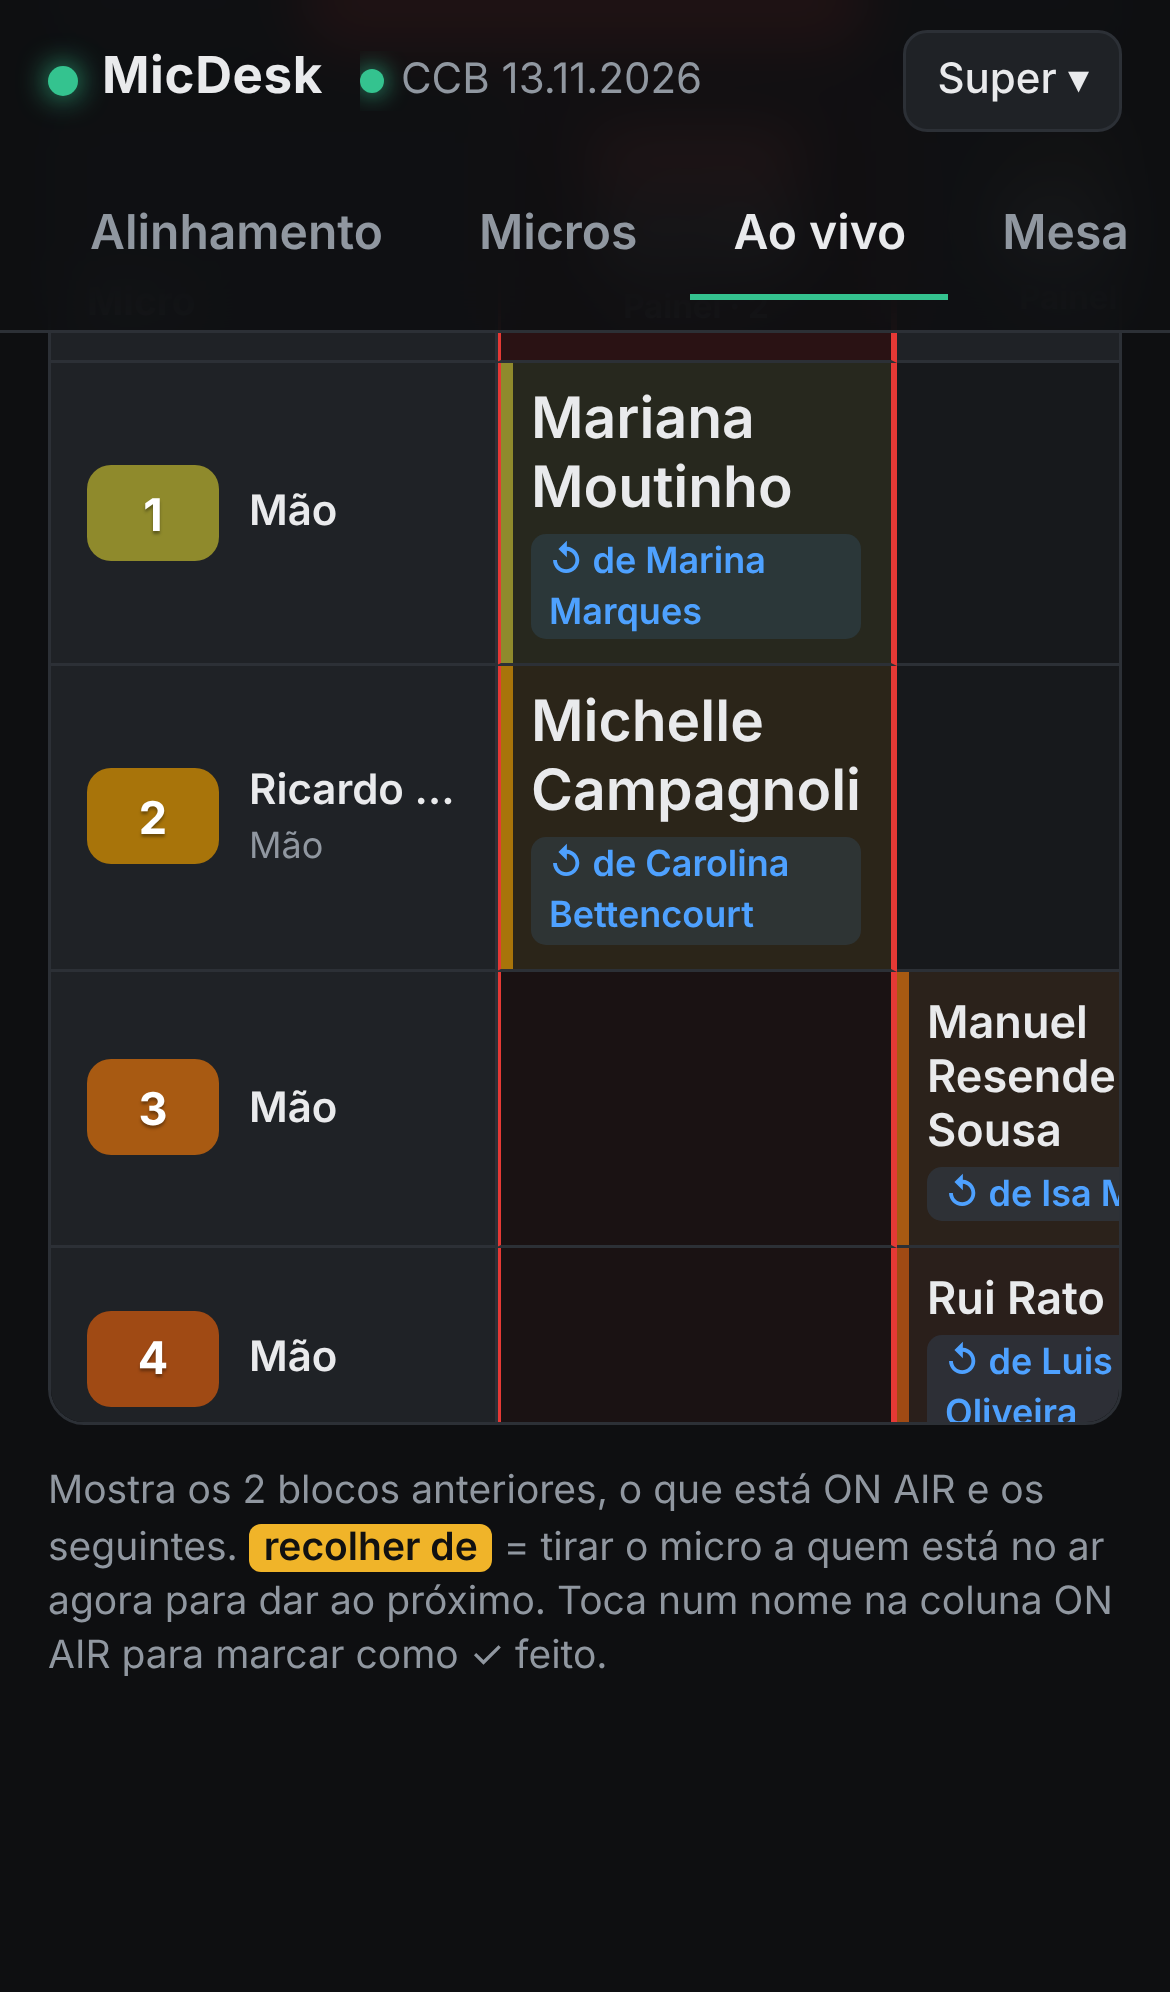 MicDesk
CCB 13.11.2026
Super ▾
Alinhamento Micros Ao vivo Mesa
Micro
Painel
1 Mão
Mariana
Moutinho
↺ de Marina
Marques
2 Ricardo ...
Mão
Michelle
Campagnoli
↺ de Carolina
Bettencourt
3 Mão
Manuel
Resende
Sousa
↺ de Isa M
4 Mão
Rui Rato
↺ de Luis
Oliveira
Mostra os 2 blocos anteriores, o que está ON AIR e os
seguintes. recolher de = tirar o micro a quem está no ar
agora para dar ao próximo. Toca num nome na coluna ON
AIR para marcar como ✓ feito.